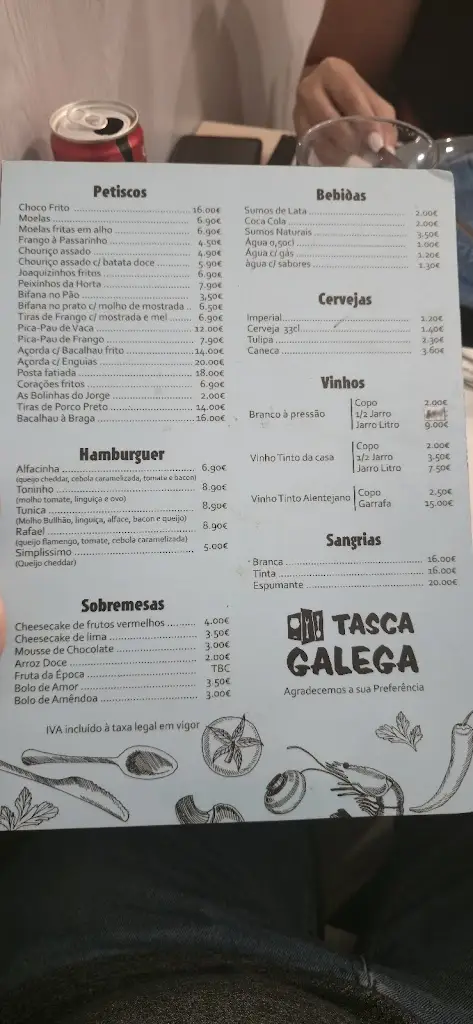 Petiscos
Choco Frito 16.00€
Moelas 6.90€
Moelas fritas em alho 6.90€
Frango à Passarinho 4.50€
Chouriço assado 4.90€
Chouriço assado c/ batata doce 5.90€
Joaquinzinhos fritos 6.90€
Peixinhos da Horta 7.90€
Bifana no Pão 3,50€
Bifana no prato c/ molho de mostrada 6.50€
Tiras de Frango c/ mostrada e mel 6.90€
Pica-Pau de Vaca 12.00€
Pica-Pau de Frango 7.90€
Açorda c/ Bacalhau frito 14.00€
Açorda c/ Enguias 20.00€
Posta fatiada 18.00€
Corações fritos 6.90€
As Bolinhas do Jorge 2,00€
Tiras de Porco Preto 14.00€
Bacalhau à Braga 16.00€
Hamburguer
Alfacinha 6.90€
(queijo cheddar, cebola caramelizada, tomate e bacon)
Toninho 8.90€
(molho tomate, linguiça e ovo)
Tunica 8.90€
(Molho Bulhão, linguiça, alface, bacon e queijo)
Rafael 8.90€
(queijo flamengo, tomate, cebola caramelizada)
Simplissimo 5.00€
(Queijo cheddar)
Sobremesas
Cheesecake de frutos vermelhos 4.00€
Cheesecake de lima 3.50€
Mousse de Chocolate 3.00€
Arroz Doce 2.00€
Fruta da Época TBC
Bolo de Amor 3.50€
Bolo de Amêndoa 3.00€
IVA incluído à taxa legal em vigor
Bebidas
Sumos de Lata 2.00€
Coca Cola 2.00€
Sumos Naturais 3.50€
Água 0,50cl 1.00€
Água c/ gás 1.20€
água c/ sabores 1.30€
Cervejas
Imperial 1.20€
Cerveja 33cl 1.40€
Tulipa 2.30€
Caneca 3.60€
Vinhos
Branco à pressão
Copo 2.00€
1/2 Jarro
Jarro Litro 9.00€
Vinho Tinto da casa
Copo 2.00€
1/2 Jarro 3.50€
Jarro Litro 7.50€
Vinho Tinto Alentejano
Copo 2.50€
Garrafa 15.00€
Sangrias
Branca 16.00€
Tinta 16.00€
Espumante 20.00€
TASCA
GALEGA
Agradecemos a sua Preferência